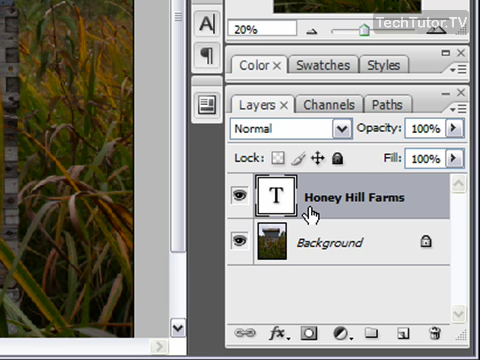 TechTutor.TV
A
20%
Color × Swatches Styles
Layers × Channels Paths
Normal Opacity: 100%
Lock: Fill: 100%
T Honey Hill Farms
Background
fx